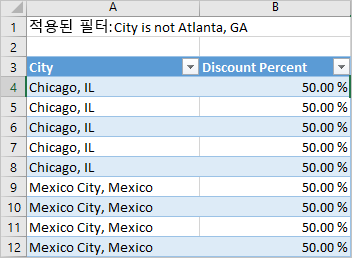 A B
1 적용된 필터:City is not Atlanta, GA
2
3 City Discount Percent
4 Chicago, IL 50.00 %
5 Chicago, IL 50.00 %
6 Chicago, IL 50.00 %
7 Chicago, IL 50.00 %
8 Chicago, IL 50.00 %
9 Mexico City, Mexico 50.00 %
10 Mexico City, Mexico 50.00 %
11 Mexico City, Mexico 50.00 %
12 Mexico City, Mexico 50.00 %